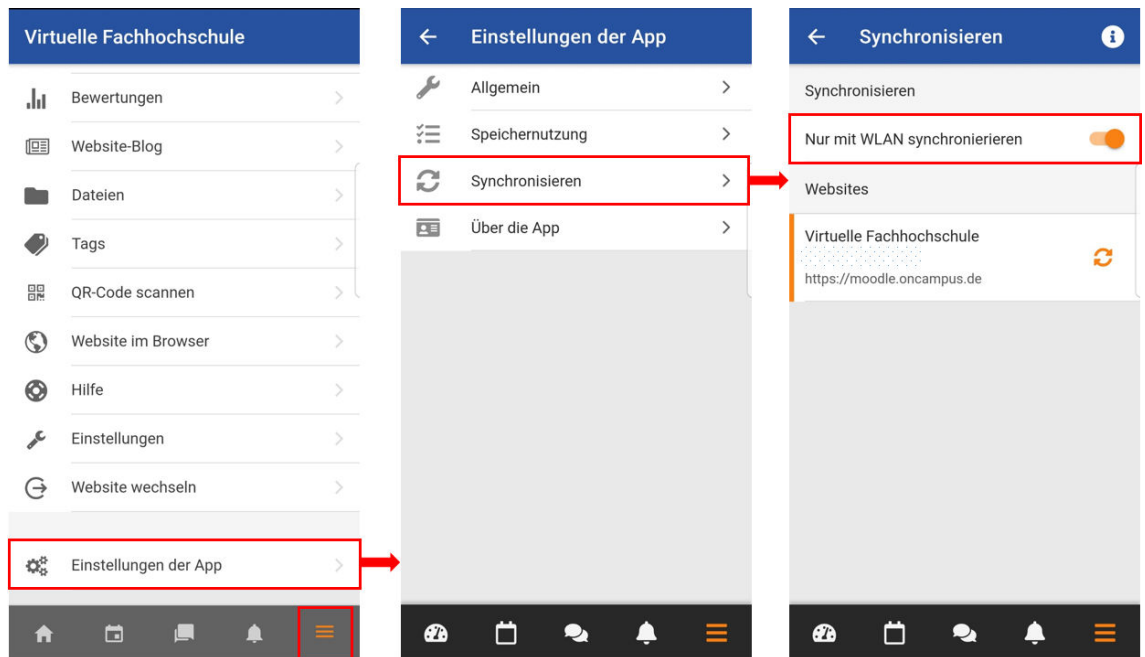 Virtuelle Fachhochschule
Bewertungen
Website-Blog
Dateien
Tags
QR-Code scannen
Website im Browser
Hilfe
Einstellungen
Website wechseln
Einstellungen der App
Einstellungen der App
Allgemein
Speichernutzung
Synchronisieren
Über die App
Synchronisieren
Synchronisieren
Nur mit WLAN synchronierieren
Websites
Virtuelle Fachhochschule
https://moodle.oncampus.de